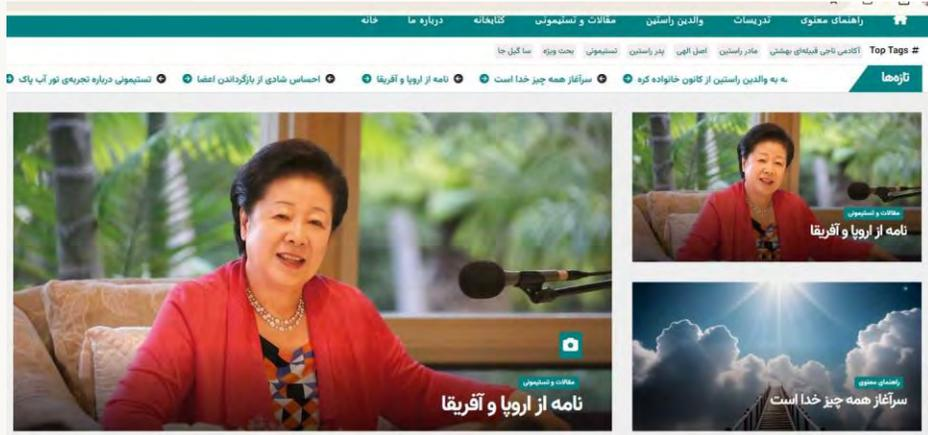 راهنمای معنوی تدریسات والدین راستین مقالات و تستیمونی کتابخانه درباره ما خانه
# Top Tags آکادمی ناجی قبیله‌ای بهشتی مادر راستین اصل الهی پدر راستین تستیمونی بحث ویژه سا گیل جا
تازه‌ها
به والدین راستین از کانون خانواده کره سرآغاز همه چیز خدا است نامه از اروپا و آفریقا احساس شادی از بازگرداندن اعضا تستیمونی درباره تجربه‌ی تور آب پاک
مقالات و تستیمونی
نامه از اروپا و آفریقا
راهنمای معنوی
سرآغاز همه چیز خدا است
مقالات و تستیمونی
نامه از اروپا و آفریقا